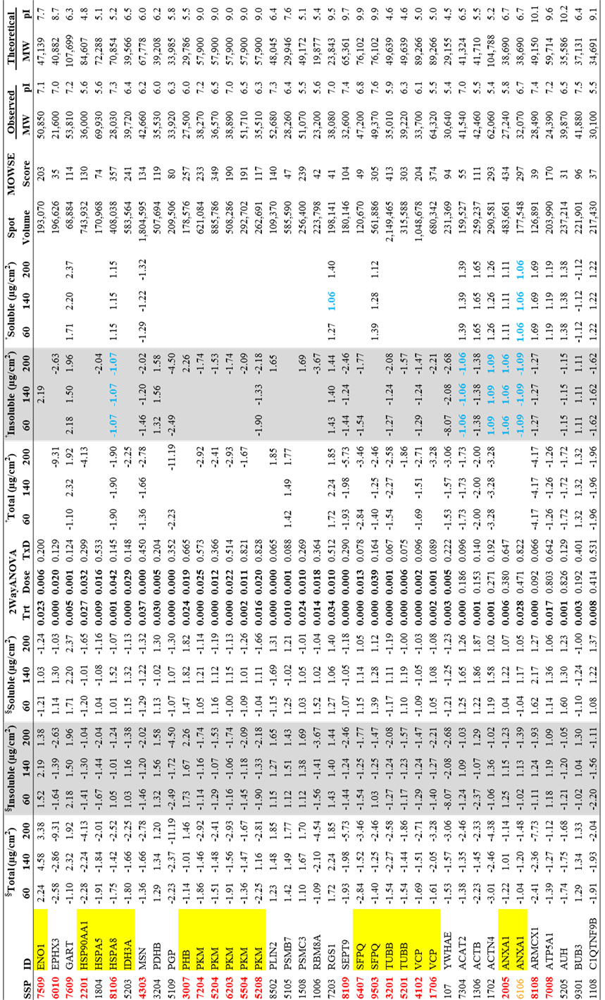 §Total (µg/cm²) §Insoluble (µg/cm²) §Soluble (µg/cm²) 2WayANOVA *Total (µg/cm²) *Insoluble (µg/cm²) *Soluble (µg/cm²) Spot MOWSE Observed Theoretical
SSP ID 60 140 200 60 140 200 60 140 200 Trt Dose TxD 60 140 200 60 140 200 60 140 200 Volume Score MW pI MW pI
7509 ENO1 2.24 4.58 3.38 1.52 2.19 1.38 -1.21 1.03 -1.24 0.023 0.006 0.200 2.19 193,070 203 50,850 7.1 47,139 7.7
6010 EPHX3 -2.58 -2.86 -9.31 -1.64 -1.39 -2.63 1.14 1.30 -1.03 0.000 0.020 0.129 -9.31 -2.63 196,626 35 21,600 7.0 40,882 8.7
7609 GART -1.10 2.32 1.92 2.18 1.50 1.96 1.71 2.20 2.37 0.005 0.001 0.124 -1.10 2.32 1.92 2.18 1.50 1.96 1.71 2.20 2.37 68,884 114 53,810 7.2 107,699 6.3
2201 HSP90AA1 -2.28 -2.24 -4.13 -1.41 -1.30 -1.04 -1.20 -1.01 -1.65 0.027 0.032 0.299 -4.13 743,932 130 36,000 5.6 84,607 4.8
1804 HSPA5 -1.91 -1.84 -2.01 -1.67 -1.44 -2.04 1.04 -1.08 -1.16 0.009 0.016 0.533 -2.04 170,968 74 69,930 5.6 72,288 5.1
8106 HSPA8 -1.75 -1.42 -2.52 1.05 -1.01 -1.24 1.01 1.52 -1.07 0.000 0.042 0.145 -1.90 -1.90 -1.90 -1.07 -1.07 -1.07 1.15 1.15 1.15 408,038 357 28,030 7.3 70,854 5.2
5203 IDH3A -1.80 -1.66 -2.25 1.03 1.16 -1.38 1.15 1.32 -1.13 0.000 0.029 0.148 -2.25 583,564 241 39,720 6.4 39,566 6.5
4303 MSN -1.36 -1.66 -2.78 -1.46 -1.20 -2.02 -1.29 -1.22 -1.32 0.037 0.000 0.450 -1.36 -1.66 -2.78 -1.46 -1.20 -2.02 -1.29 -1.22 -1.32 1,804,595 134 42,660 6.2 67,778 6.0
3204 PDHB 1.29 1.34 1.20 1.32 1.56 1.58 1.13 -1.02 1.30 0.030 0.005 0.204 1.32 1.56 1.58 507,694 119 35,530 6.0 39,208 6.2
5109 PGP -2.23 -2.37 -11.19 -2.49 -1.72 -4.50 -1.07 1.07 -1.30 0.000 0.000 0.352 -2.23 -11.19 -2.49 -4.50 209,506 80 33,920 6.3 33,985 5.8
3007 PHB -1.14 -1.01 1.46 1.73 1.67 2.26 1.47 1.82 1.82 0.024 0.019 0.665 2.26 178,576 257 27,500 6.0 29,786 5.5
7204 PKM -1.86 -1.46 -2.92 -1.14 -1.16 -1.74 1.05 1.21 -1.14 0.000 0.025 0.573 -2.92 -1.74 621,084 233 38,270 7.2 57,900 9.0
5204 PKM -1.51 -1.48 -2.41 -1.29 -1.07 -1.53 1.16 1.12 -1.19 0.000 0.012 0.366 -2.41 -1.53 885,786 349 36,570 6.5 57,900 9.0
6203 PKM -1.91 -1.56 -2.93 -1.16 -1.06 -1.74 -1.00 1.15 -1.13 0.000 0.022 0.514 -2.93 -1.74 508,286 190 38,890 7.0 57,900 9.0
5504 PKM -1.36 -1.47 -1.67 -1.45 -1.18 -2.09 -1.09 1.01 -1.26 0.002 0.011 0.821 -1.67 -2.09 292,702 191 51,710 6.5 57,900 9.0
5208 PKM -2.25 1.16 -2.81 -1.90 -1.33 -2.18 -1.04 1.11 -1.66 0.016 0.020 0.828 -1.90 -1.33 -2.18 262,691 117 35,510 6.3 57,900 9.0
8502 PLIN2 1.23 1.48 1.85 1.15 1.27 1.65 -1.15 -1.69 1.31 0.000 0.000 0.065 1.85 1.65 109,370 140 52,680 7.3 48,045 6.4
5105 PSMB7 1.42 1.49 1.77 1.12 1.51 1.43 1.25 -1.02 1.21 0.010 0.001 0.088 1.42 1.49 1.77 585,590 47 28,260 6.4 29,946 7.6
1508 PSMC3 1.10 1.67 1.70 1.12 1.38 1.69 1.03 1.05 -1.01 0.024 0.010 0.269 1.69 256,400 239 51,070 5.5 49,172 5.1
1006 RBM8A -1.09 -2.10 -4.54 -1.56 -1.41 -3.67 1.52 1.02 -1.04 0.014 0.018 0.364 -3.67 223,798 42 23,200 5.6 19,877 5.4
7203 RGS1 1.72 2.24 1.85 1.43 1.40 1.44 1.27 1.06 1.40 0.034 0.010 0.512 1.72 2.24 1.85 1.43 1.40 1.44 1.27 1.06 1.40 198,141 41 38,080 7.0 23,843 9.5
8109 SEPT9 -1.93 -1.98 -5.73 -1.44 -1.24 -2.46 -1.07 -1.05 -1.18 0.000 0.000 0.290 -1.93 -1.98 -5.73 -1.44 -1.24 -2.46 180,146 104 32,600 7.4 65,361 9.7
6407 SFPQ -2.84 -1.52 -3.46 -1.54 -1.25 -1.77 1.15 1.14 1.05 0.000 0.013 0.078 -2.84 -3.46 -1.54 -1.77 120,670 49 47,200 6.8 76,102 9.9
9503 SFPQ -1.40 -1.25 -2.46 1.03 -1.25 -1.47 1.39 1.28 1.12 0.000 0.039 0.164 -1.40 -1.25 -2.46 1.39 1.28 1.12 561,886 305 49,370 7.6 76,102 9.9
3201 TUBB -1.54 -2.27 -2.58 -1.27 -1.24 -2.08 -1.17 1.11 -1.19 0.000 0.001 0.067 -1.54 -2.27 -2.58 -1.27 -1.24 -2.08 2,149,465 413 35,010 5.9 49,639 4.6
5201 TUBB -1.54 -1.44 -1.86 -1.17 -1.23 -1.57 1.10 1.19 -1.00 0.000 0.006 0.075 -1.86 -1.57 315,588 303 39,220 6.3 49,639 4.6
4102 VCP -1.69 -1.51 -2.71 -1.29 -1.24 -1.47 -1.09 -1.05 -1.03 0.000 0.002 0.096 -1.69 -1.51 -2.71 -1.29 -1.24 -1.47 1,048,678 204 33,700 6.1 89,266 5.0
1706 VCP -1.61 -2.05 -3.28 -1.40 -1.27 -2.21 1.05 1.08 -1.08 0.002 0.001 0.089 -3.28 -2.21 680,342 374 64,320 5.5 89,266 5.0
107 YWHAE -1.53 -1.57 -3.06 -8.07 -2.08 -2.68 -1.21 -1.25 -1.23 0.003 0.005 0.222 -1.53 -1.57 -3.06 -8.07 -2.08 -2.68 231,369 94 30,640 5.4 29,155 4.5
7304 ACAT2 -1.38 -1.35 -2.46 -1.24 1.09 -1.03 1.25 1.65 1.26 0.000 0.186 0.096 -1.73 -1.73 -1.73 -1.06 -1.06 -1.06 1.39 1.39 1.39 159,527 55 41,540 7.0 41,324 6.5
1306 ACTB -2.23 -1.45 -2.33 -2.37 -1.07 1.29 1.22 1.86 1.87 0.001 0.153 0.140 -2.00 -2.00 -2.00 -1.38 -1.38 -1.38 1.65 1.65 1.65 259,237 111 42,460 5.5 41,710 5.5
1702 ACTN4 -3.01 -2.46 -4.38 -1.06 1.36 -1.02 1.19 1.58 1.02 0.001 0.271 0.192 -3.28 -3.28 -3.28 1.09 1.09 1.09 1.26 1.26 1.26 290,581 293 62,060 5.4 104,788 5.2
2005 ANXA1 -1.22 1.01 -1.14 1.25 1.15 -1.23 1.04 1.22 1.07 0.006 0.380 0.647 1.06 1.06 1.06 1.11 1.11 1.11 483,661 434 27,240 5.8 38,690 6.7
6106 ANXA1 -1.04 -1.20 -1.48 -1.02 1.13 -1.39 -1.04 1.17 1.05 0.028 0.471 0.822 -1.09 -1.09 -1.09 1.06 1.06 1.06 177,548 297 32,070 6.7 38,690 6.7
8108 ARMCX1 -2.41 -2.36 -7.73 -1.11 1.24 -1.93 1.62 2.17 1.27 0.000 0.092 0.066 -4.17 -4.17 -4.17 -1.27 -1.27 -1.27 1.69 1.69 1.69 126,891 39 28,490 7.4 49,150 10.1
7008 ATP5A1 -1.39 -1.27 -1.12 1.18 1.19 1.09 1.14 1.36 1.06 0.017 0.803 0.642 -1.26 -1.26 -1.26 1.19 1.19 1.19 203,990 170 24,390 7.2 59,714 9.6
5205 AUH -1.74 -1.75 -1.68 -1.21 -1.20 -1.05 1.60 1.30 1.23 0.001 0.826 0.129 -1.72 -1.72 -1.72 -1.15 -1.15 -1.15 1.38 1.38 1.38 237,214 31 39,870 6.5 35,586 10.2
9301 BUB3 1.29 1.34 1.33 -1.02 1.04 1.30 -1.10 -1.24 -1.00 0.003 0.192 0.401 1.32 1.32 1.32 1.11 1.11 1.11 -1.12 -1.12 -1.12 221,901 96 41,880 7.5 37,131 6.4
1108 C1QTNF9B -1.91 -1.93 -2.04 -2.20 -1.56 -1.11 1.08 1.22 1.37 0.008 0.414 0.531 -1.96 -1.96 -1.96 -1.62 -1.62 -1.62 1.22 1.22 1.22 217,430 37 30,100 5.5 34,691 9.1